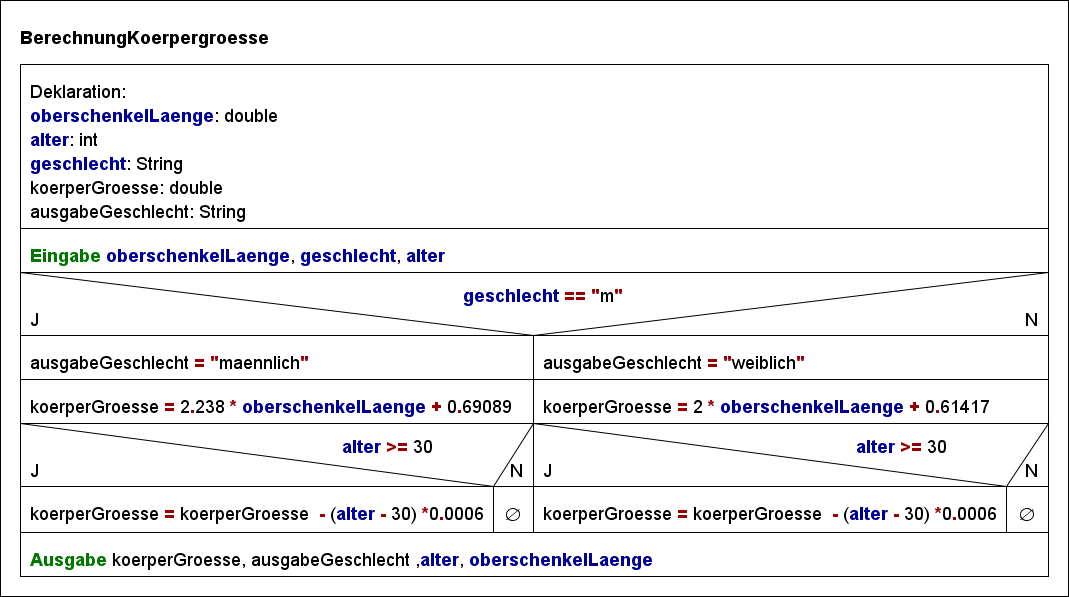 BerechnungKoerpergroesse
Deklaration:
oberschenkelLaenge: double
alter: int
geschlecht: String
koerperGroesse: double
ausgabeGeschlecht: String
Eingabe oberschenkelLaenge, geschlecht, alter
geschlecht == "m"
J
N
ausgabeGeschlecht = "maennlich"
ausgabeGeschlecht = "weiblich"
koerperGroesse = 2.238 * oberschenkelLaenge + 0.69089
koerperGroesse = 2 * oberschenkelLaenge + 0.61417
alter >= 30
J
N
alter >= 30
J
N
koerperGroesse = koerperGroesse - (alter - 30) *0.0006
∅
koerperGroesse = koerperGroesse - (alter - 30) *0.0006
∅
Ausgabe koerperGroesse, ausgabeGeschlecht ,alter, oberschenkelLaenge